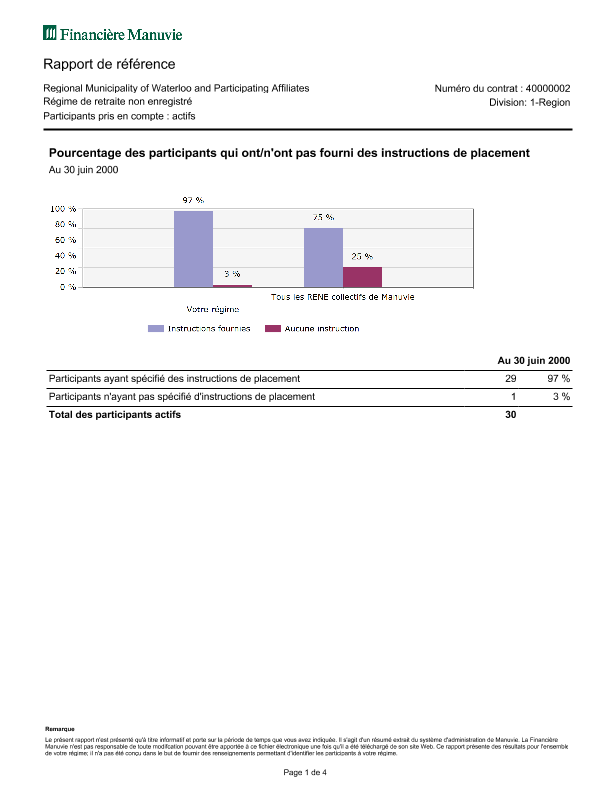 Financière Manuvie
Rapport de référence
Regional Municipality of Waterloo and Participating Affiliates
Numéro du contrat : 40000002
Régime de retraite non enregistré
Division: 1-Region
Participants pris en compte : actifs
Pourcentage des participants qui ont/n'ont pas fourni des instructions de placement
Au 30 juin 2000
97 %
75 %
25 %
3 %
100 %
80 %
60 %
40 %
20 %
0 %
Tous les RENE collectifs de Manuvie
Votre régime
Instructions fournies
Aucune instruction
Au 30 juin 2000
Participants ayant spécifié des instructions de placement 29 97 %
Participants n'ayant pas spécifié d'instructions de placement 1 3 %
Total des participants actifs 30
Remarque
Le présent rapport n'est présenté qu'à titre informatif et porte sur la période de temps que vous avez indiquée. Il s'agit d'un résumé extrait du système d'administration de Manuvie. La Financière
Manuvie n'est pas responsable de toute modification pouvant être apportée à ce fichier électronique une fois qu'il a été téléchargé de son site Web. Ce rapport présente des résultats pour l'ensemble
de votre régime; il n'a pas été conçu dans le but de fournir des renseignements permettant d'identifier les participants à votre régime.
Page 1 de 4